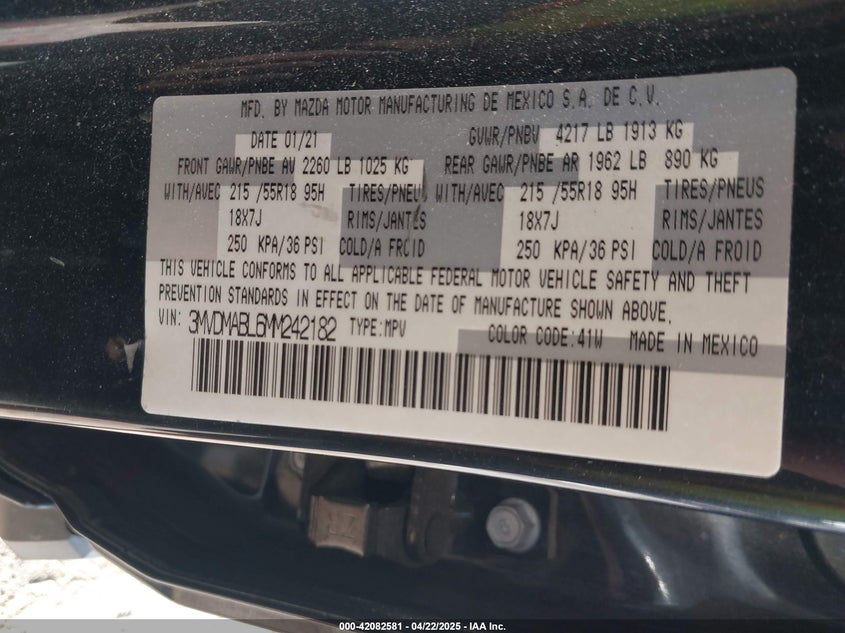 MFD. BY MAZDA MOTOR MANUFACTURING DE MEXICO S.A. DE C.V.
DATE 01/21 GVWR/PNBV 4217 LB 1913 KG
FRONT GAWR/PNBE AV 2260 LB 1025 KG REAR GAWR/PNBE AR 1962 LB 890 KG
WITH/AVEC 215 /55R18 95H TIRES/PNEUS WITH/AVEC 215 /55R18 95H TIRES/PNEUS
18X7J RIMS/JANTES 18X7J RIMS/JANTES
250 KPA/36 PSI COLD/A FROID 250 KPA/36 PSI COLD/A FROID
THIS VEHICLE CONFORMS TO ALL APPLICABLE FEDERAL MOTOR VEHICLE SAFETY AND THEFT
PREVENTION STANDARDS IN EFFECT ON THE DATE OF MANUFACTURE SHOWN ABOVE.
VIN: 3MVDMABL6MM242182 TYPE:MPV COLOR CODE:41W MADE IN MEXICO
000-42082581 - 04/22/2025 - IAA Inc.